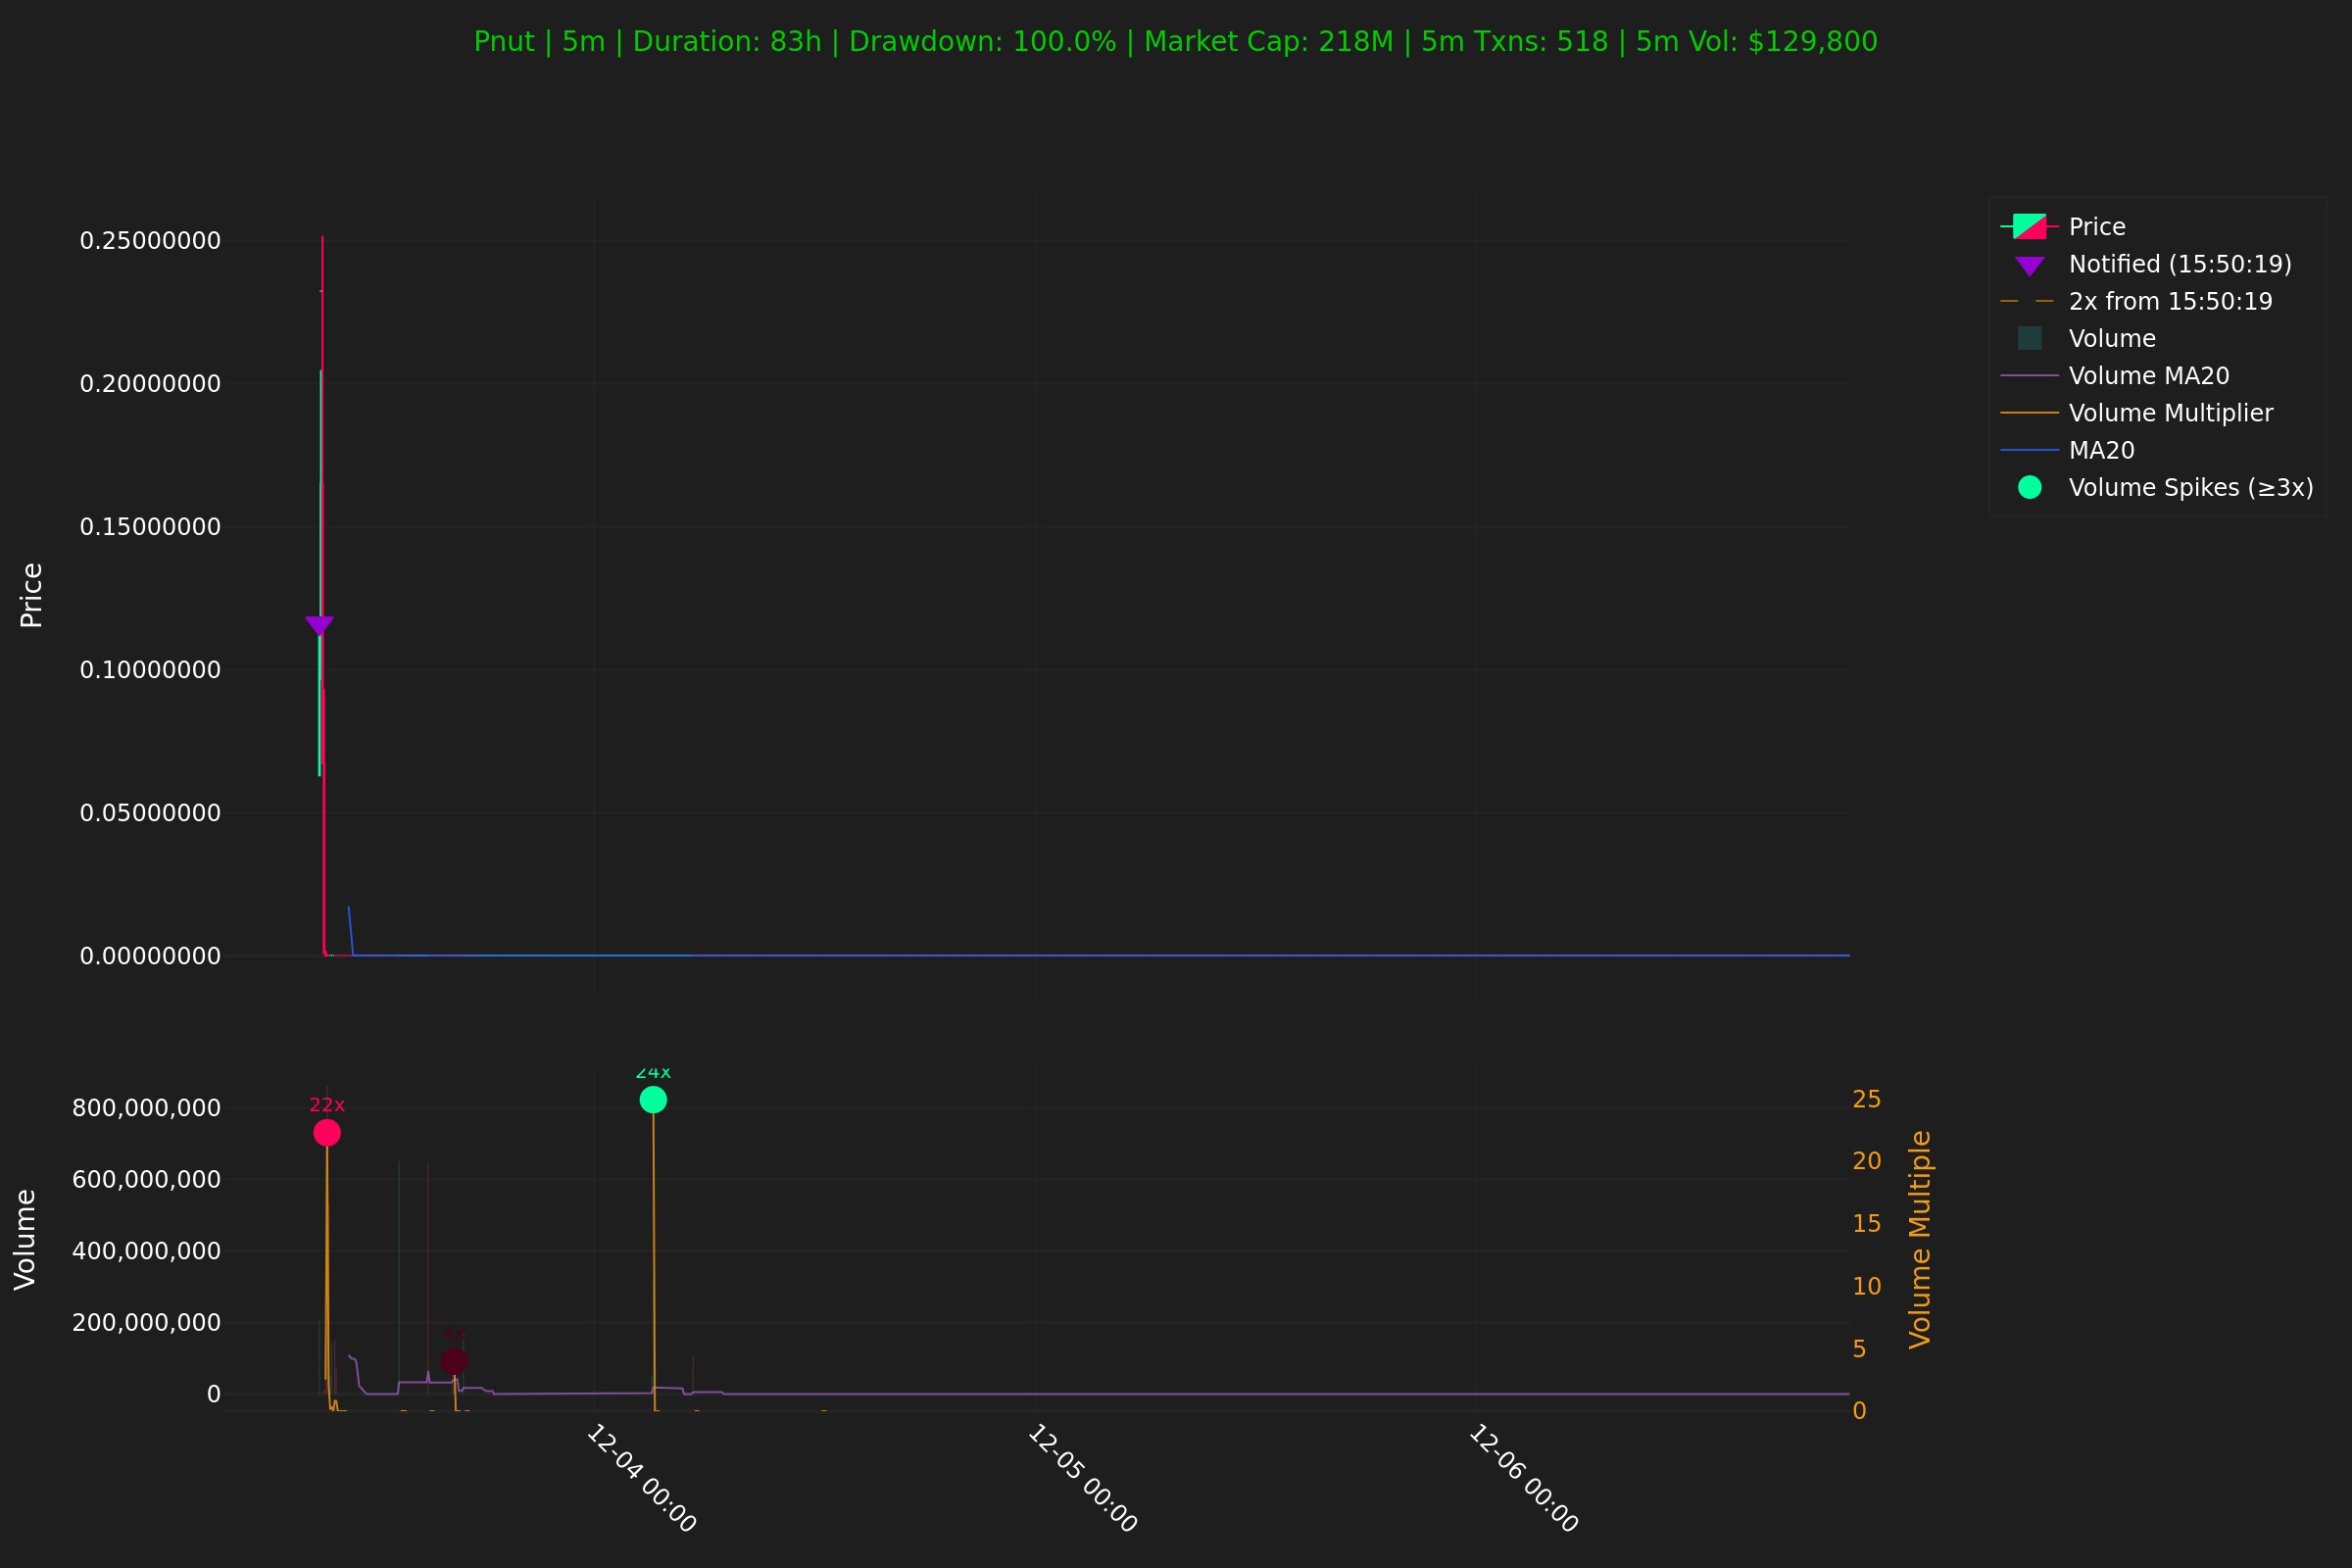 Pnut | 5m | Duration: 83h | Drawdown: 100.0% | Market Cap: 218M | 5m Txns: 518 | 5m Vol: $129,800
Price
0.25000000
0.20000000
0.15000000
0.10000000
0.05000000
0.00000000
Price
Notified (15:50:19)
2x from 15:50:19
Volume
Volume MA20
Volume Multiplier
MA20
Volume Spikes (≥3x)
Volume
800,000,000
600,000,000
400,000,000
200,000,000
0
22x
4x
24x
25
20
15
10
5
0
Volume Multiple
12-04 00:00
12-05 00:00
12-06 00:00